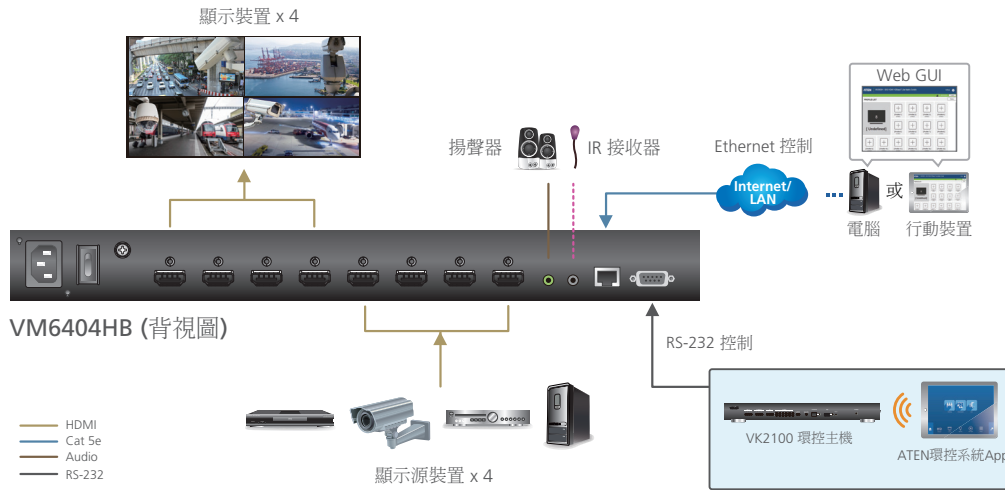 顯示裝置 x 4
Web GUI
揚聲器
IR 接收器
Ethernet 控制
Internet/
LAN
或
電腦
行動裝置
VM6404HB (背視圖)
RS-232 控制
HDMI
Cat 5e
Audio
RS-232
顯示源裝置 x 4
VK2100 環控主機
ATEN環控系統App